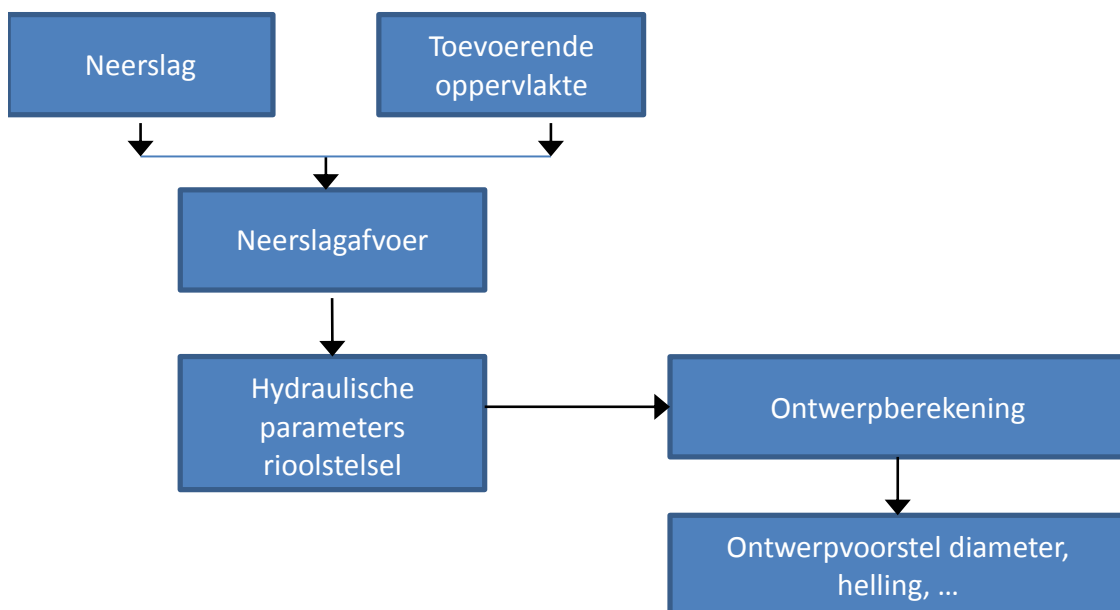 Neerslag
Toevoerende
oppervlakte
Neerslagafvoer
Hydraulische
parameters
rioolstelsel
Ontwerpberekening
Ontwerpvoorstel diameter,
helling, ...